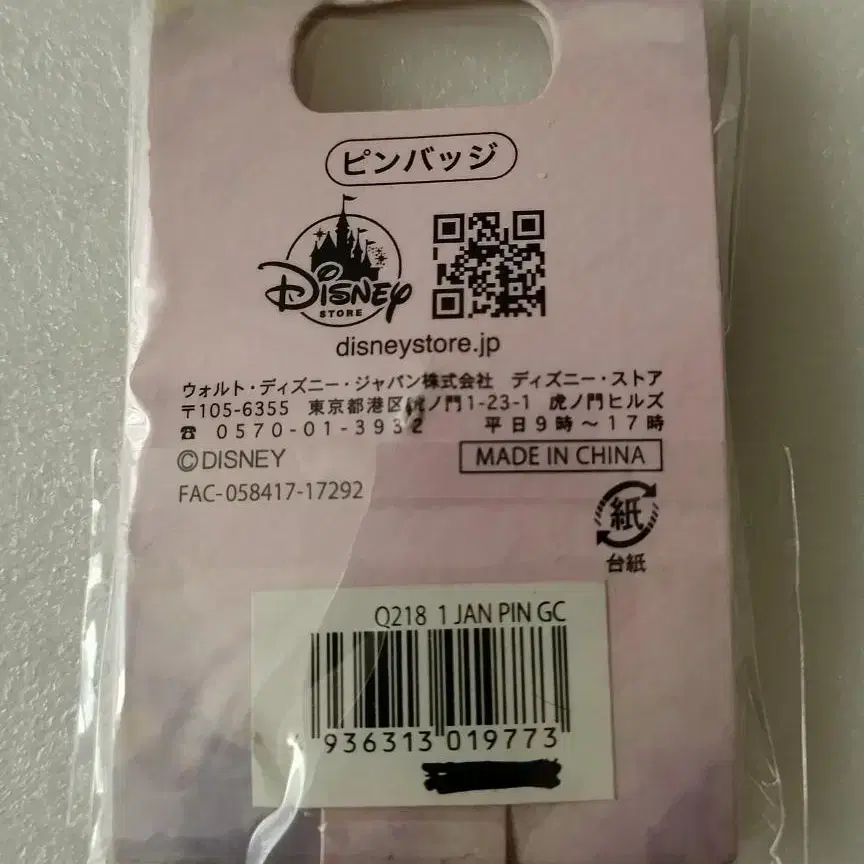 ピンバッジ
Disney
STORE
disneystore.jp
ウォルト・ディズニー・ジャパン株式会社 ディズニー・ストア
〒105-6355 東京都港区虎ノ門1-23-1 虎ノ門ヒルズ
☎ 0570-01-3932 平日9時～17時
©DISNEY
MADE IN CHINA
FAC-058417-17292
紙
台紙
Q218 1 JAN PIN GC
936313 019773